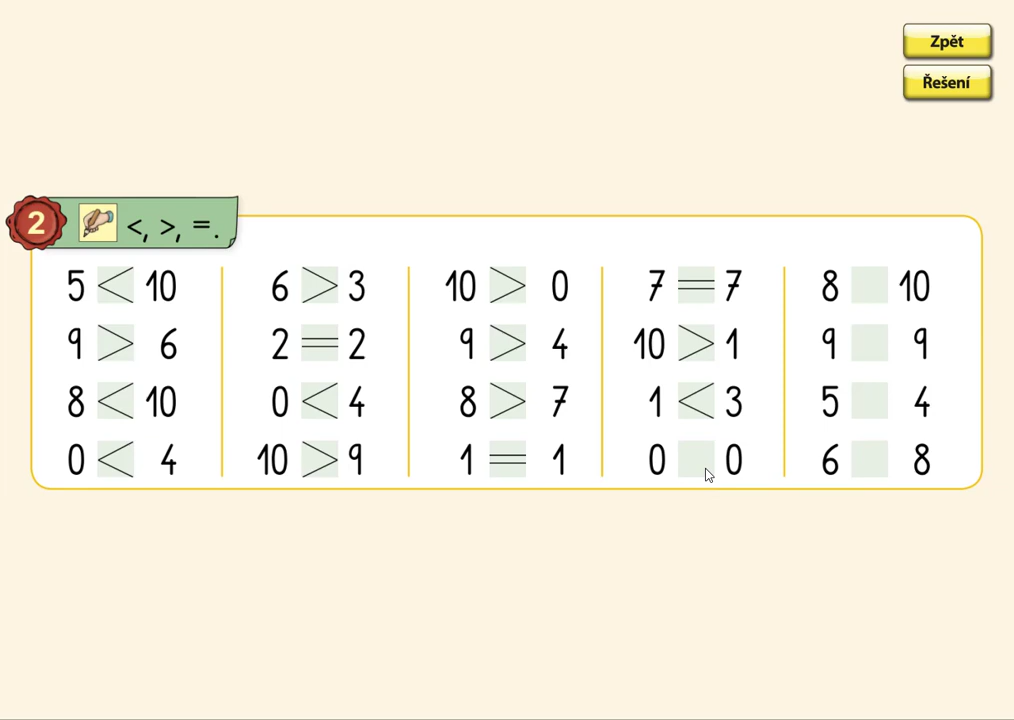 Zpět
Řešení
2 <, >, =.
5 < 10 6 > 3 10 > 0 7 = 7 8 10
9 > 6 2 = 2 9 > 4 10 > 1 9 9
8 < 10 0 < 4 8 > 7 1 < 3 5 4
0 < 4 10 > 9 1 = 1 0 0 6 8